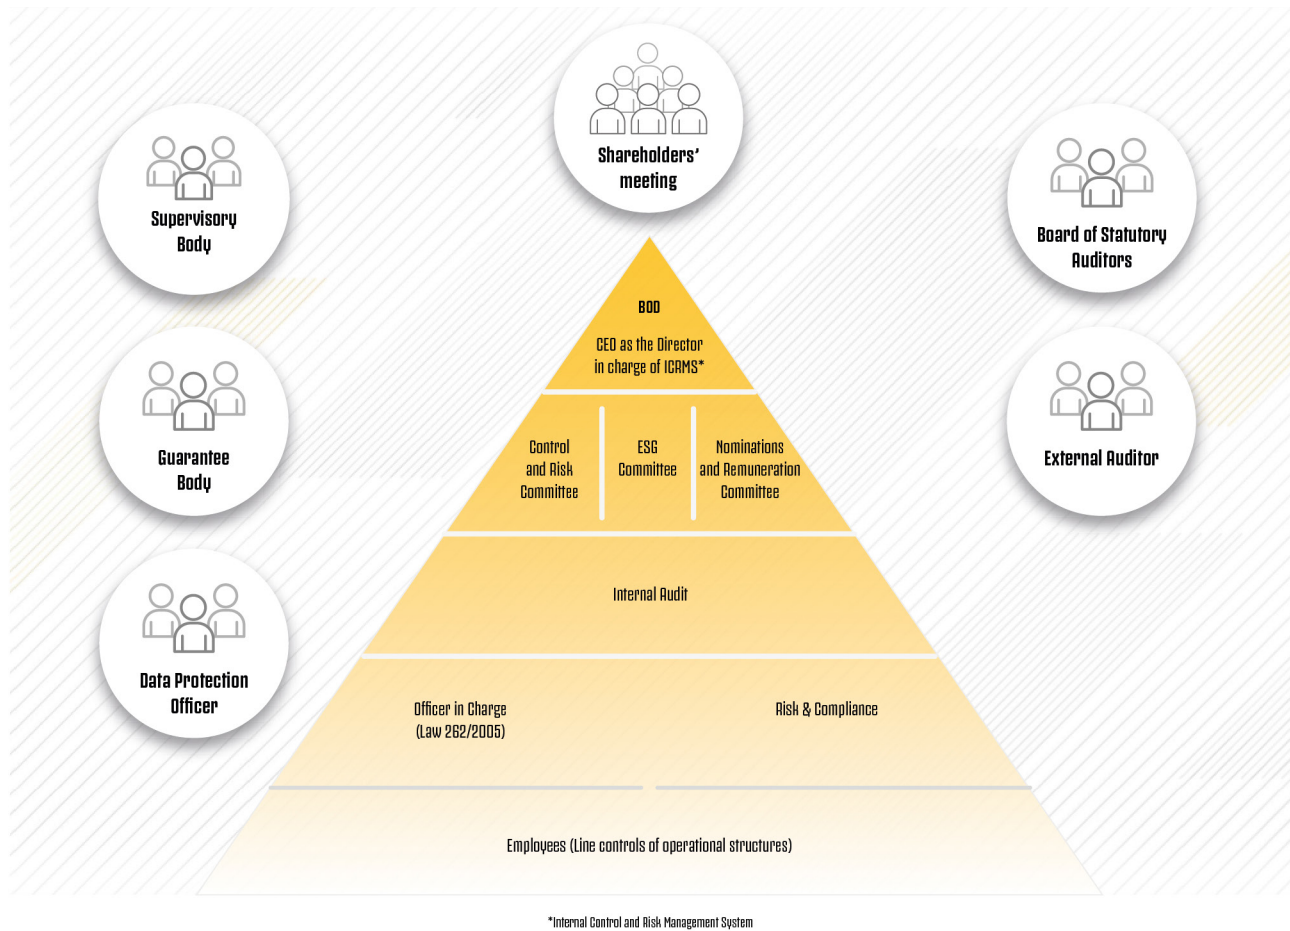 Shareholders’
meeting
Supervisory
Body
Board of Statutory
Auditors
Guarantee
Body
External Auditor
Data Protection
Officer
BOD
CEO as the Director
in charge of ICRMS*
Control
and Risk
Committee
ESG
Committee
Nominations
and Remuneration
Committee
Internal Audit
Officer in Charge
(Law 262/2005)
Risk & Compliance
Employees (Line controls of operational structures)
*Internal Control and Risk Management System